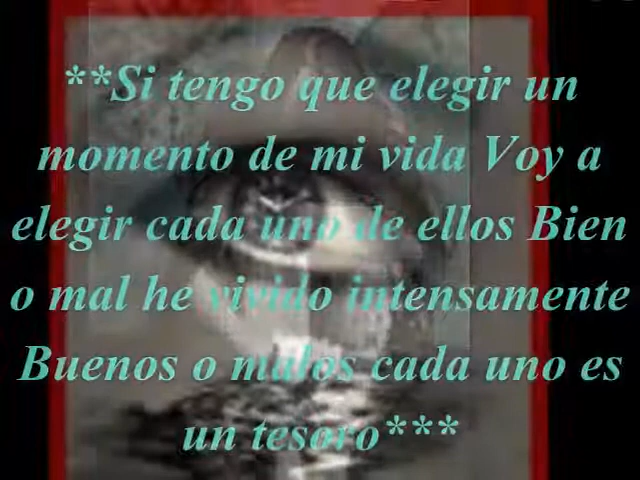 **Si tengo que elegir un
momento de mi vida Voy a
elegir cada uno de ellos Bien
o mal he vivido intensamente
Buenos o malos cada uno es
un tesoro***